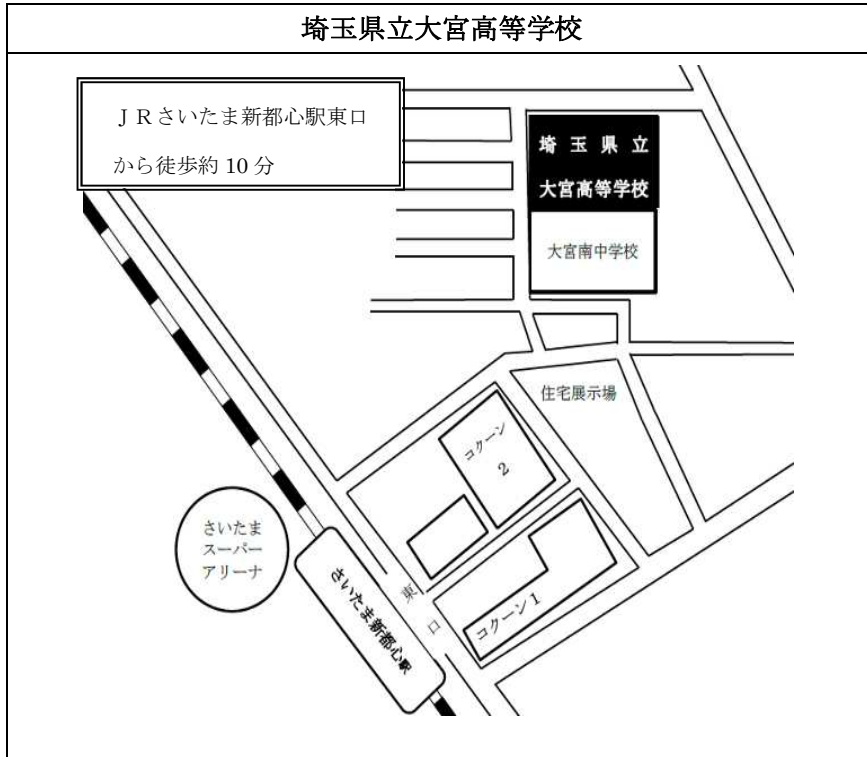 埼玉県立大宮高等学校
ＪＲさいたま新都心駅東口
から徒歩約 10 分
埼 玉 県 立
大宮高等学校
大宮南中学校
住宅展示場
コクーン
2
さいたま
スーパー
アリーナ
東 口
コクーン 1
さいたま新都心駅